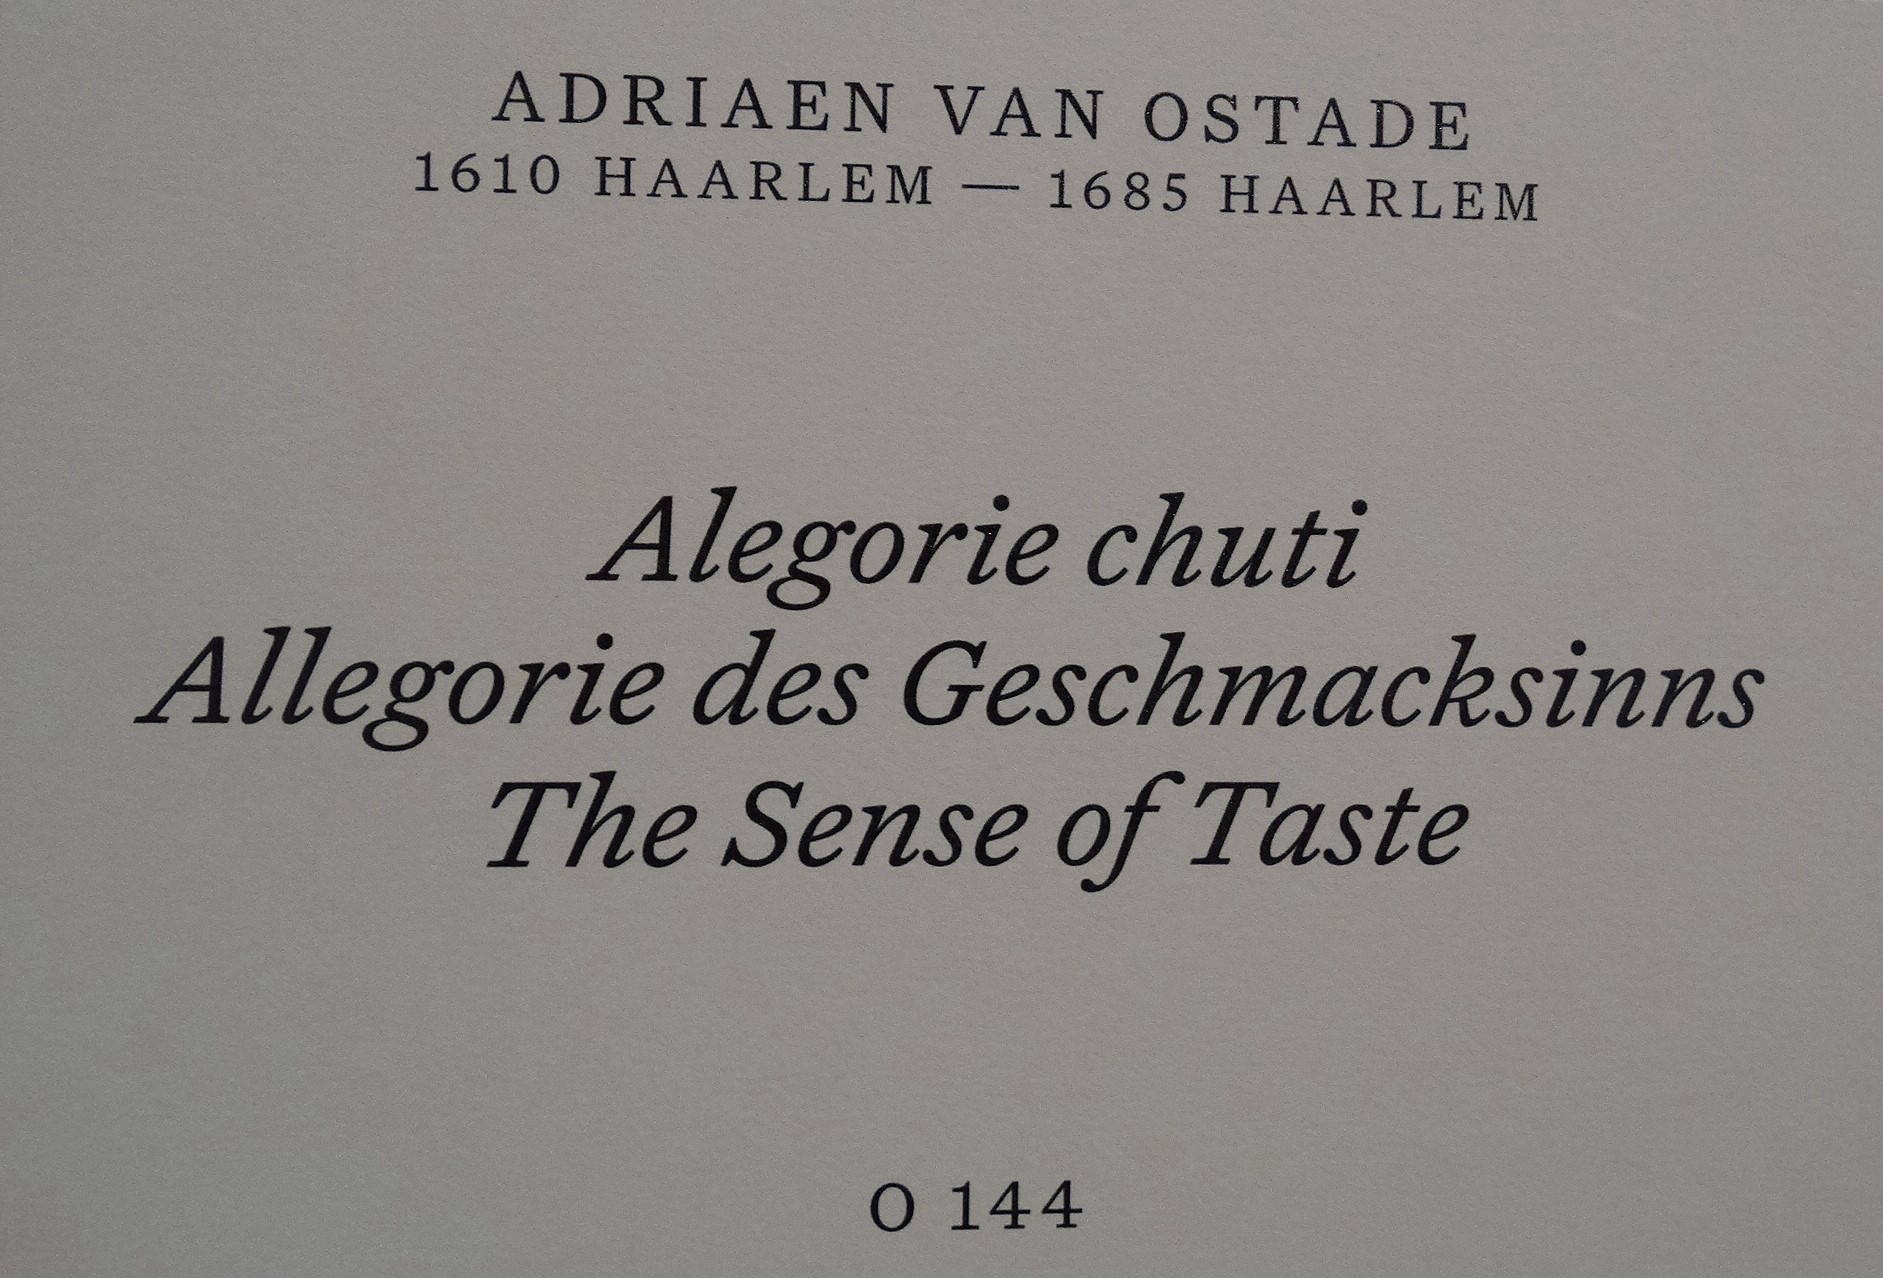 ADRIAEN VAN OSTADE
1610 HAARLEM — 1685 HAARLEM
Alegorie chuti
Allegorie des Geschmacksinns
The Sense of Taste
O 144